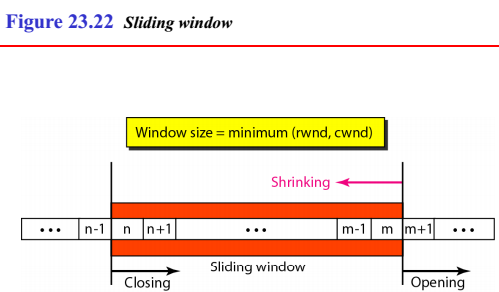 Figure 23.22 Sliding window
Window size = minimum (rwnd, cwnd)
Shrinking
••• n-1 n n+1 ••• m-1 m m+1 •••
Sliding window
Closing Opening